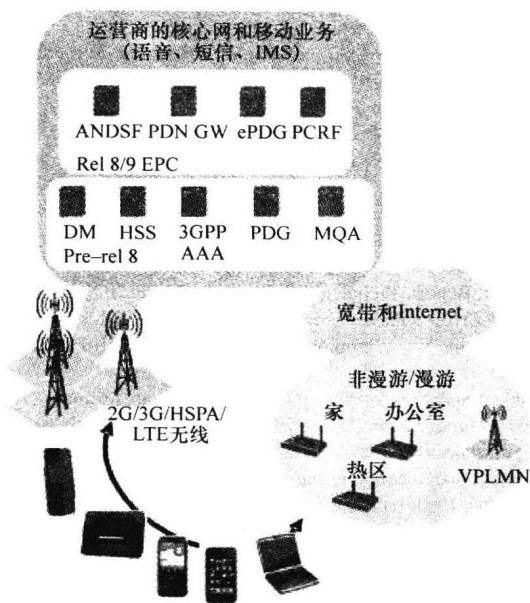 运营商的核心网和移动业务
(语音、短信、IMS)
ANDSF PDN GW ePDG PCRF
Rel 8/9 EPC
DM HSS 3GPP PDG MQA
Pre-rel 8 AAA
宽带和Internet
非漫游/漫游
家 办公室
2G/3G/HSPA/
LTE无线
热区
VPLMN